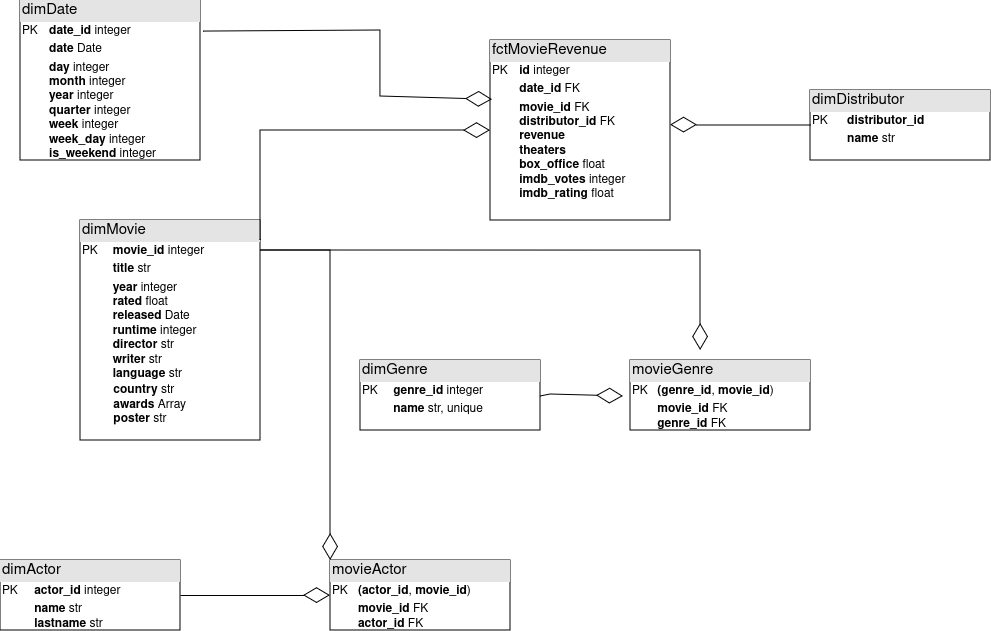 dimDate
PK date_id integer
date Date
day integer
month integer
year integer
quarter integer
week integer
week_day integer
is_weekend integer
fctMovieRevenue
PK id integer
date_id FK
movie_id FK
distributor_id FK
revenue
theaters
box_office float
imdb_votes integer
imdb_rating float
dimDistributor
PK distributor_id
name str
dimMovie
PK movie_id integer
title str
year integer
rated float
released Date
runtime integer
director str
writer str
language str
country str
awards Array
poster str
dimGenre
PK genre_id integer
name str, unique
movieGenre
PK (genre_id, movie_id)
movie_id FK
genre_id FK
dimActor
PK actor_id integer
name str
lastname str
movieActor
PK (actor_id, movie_id)
movie_id FK
actor_id FK